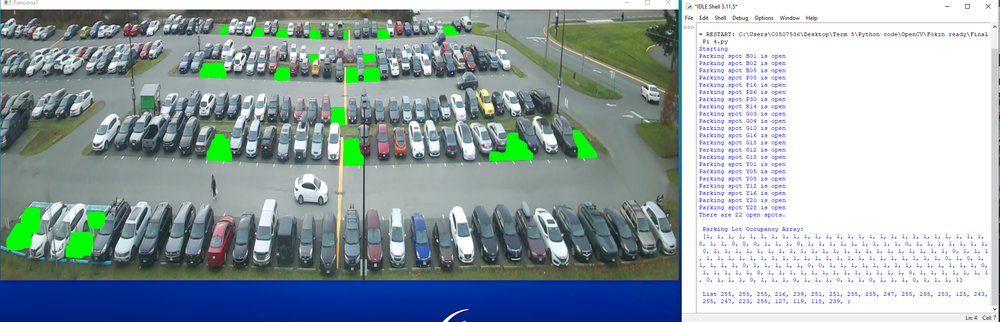 Funciona?
*IDLE Shell 3.11.5*
File Edit Shell Debug Options Window Help
>>>
= RESTART: C:\Users\C0507536\Desktop\Term 5\Python code\OpenCV\Fokin ready\Final
Pi 4.py
Starting
Parking spot B01 is open
Parking spot B02 is open
Parking spot B05 is open
Parking spot P08 is open
Parking spot P16 is open
Parking spot P26 is open
Parking spot P30 is open
Parking spot R14 is open
Parking spot G03 is open
Parking spot G04 is open
Parking spot G10 is open
Parking spot G16 is open
Parking spot G18 is open
Parking spot O12 is open
Parking spot O18 is open
Parking spot Y01 is open
Parking spot Y05 is open
Parking spot Y08 is open
Parking spot Y12 is open
Parking spot Y16 is open
Parking spot Y20 is open
Parking spot Y28 is open
There are 22 open spots.
Parking Lot Occupancy Array:
[1, 1, 1, 1, 1, 1, 1, 1, 1, 1, 1, 1, 1, 1, 1, 1, 1, 1, 1, 1, 1, 1, 1, 1, 1, 1,
0, 1, 1, 0, 0, 0, 1, 1, 1, 0, 1, 1, 1, 1, 1, 1, 1, 1, 1, 0, 1, 1, 1, 1, 1, 1, 1,
0, 1, 1, 1, 1, 1, 1, 1, 1, 1, 1, 1, 1, 1, 1, 1, 1, 1, 1, 1, 1, 1, 1, 0, 1, 1, 1
, 1, 1, 1, 1, 1, 1, 1, 1, 1, 1, 1, 1, 1, 1, 1, 1, 1, 1, 1, 1, 1, 1, 0, 1, 0, 1,
1, 1, 1, 1, 0, 1, 1, 1, 1, 1, 0, 0, 1, 1, 1, 1, 1, 1, 1, 1, 1, 1, 1, 1, 1, 1, 0,
1, 1, 1, 1, 1, 0, 1, 1, 1, 1, 1, 1, 1, 1, 1, 1, 1, 1, 1, 0, 1, 1, 1, 1, 1, 1, 1
, 0, 1, 1, 1, 0, 1, 1, 1, 0, 1, 1, 1, 0, 1, 1, 0, 1, 1, 1, 0, 1, 1, 1, 1]
List 255, 255, 255, 216, 239, 251, 251, 255, 255, 247, 255, 255, 253, 125, 243,
255, 247, 223, 255, 127, 119, 118, 239, ;
Ln: 4 Col: 7